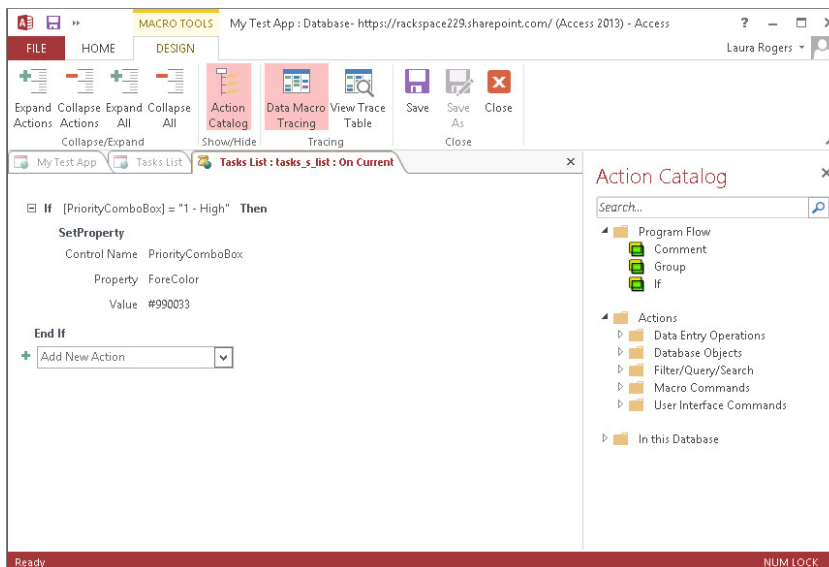 MACRO TOOLS My Test App : Database- https://rackspace229.sharepoint.com/ (Access 2013) - Access ?
FILE HOME DESIGN Laura Rogers
Expand Actions Collapse Actions Expand All Collapse All Action Catalog Data Macro Tracing View Trace Table Save Save As Close
Collapse/Expand Show/Hide Tracing Close
My Test App Tasks List Tasks List : tasks_s_list : On Current
If [PriorityComboBox] = "1 - High" Then
SetProperty
Control Name PriorityComboBox
Property ForeColor
Value #990033
End If
Add New Action
Action Catalog
Search...
Program Flow
Comment
Group
If
Actions
Data Entry Operations
Database Objects
Filter/Query/Search
Macro Commands
User Interface Commands
In this Database
Ready NUM LOCK